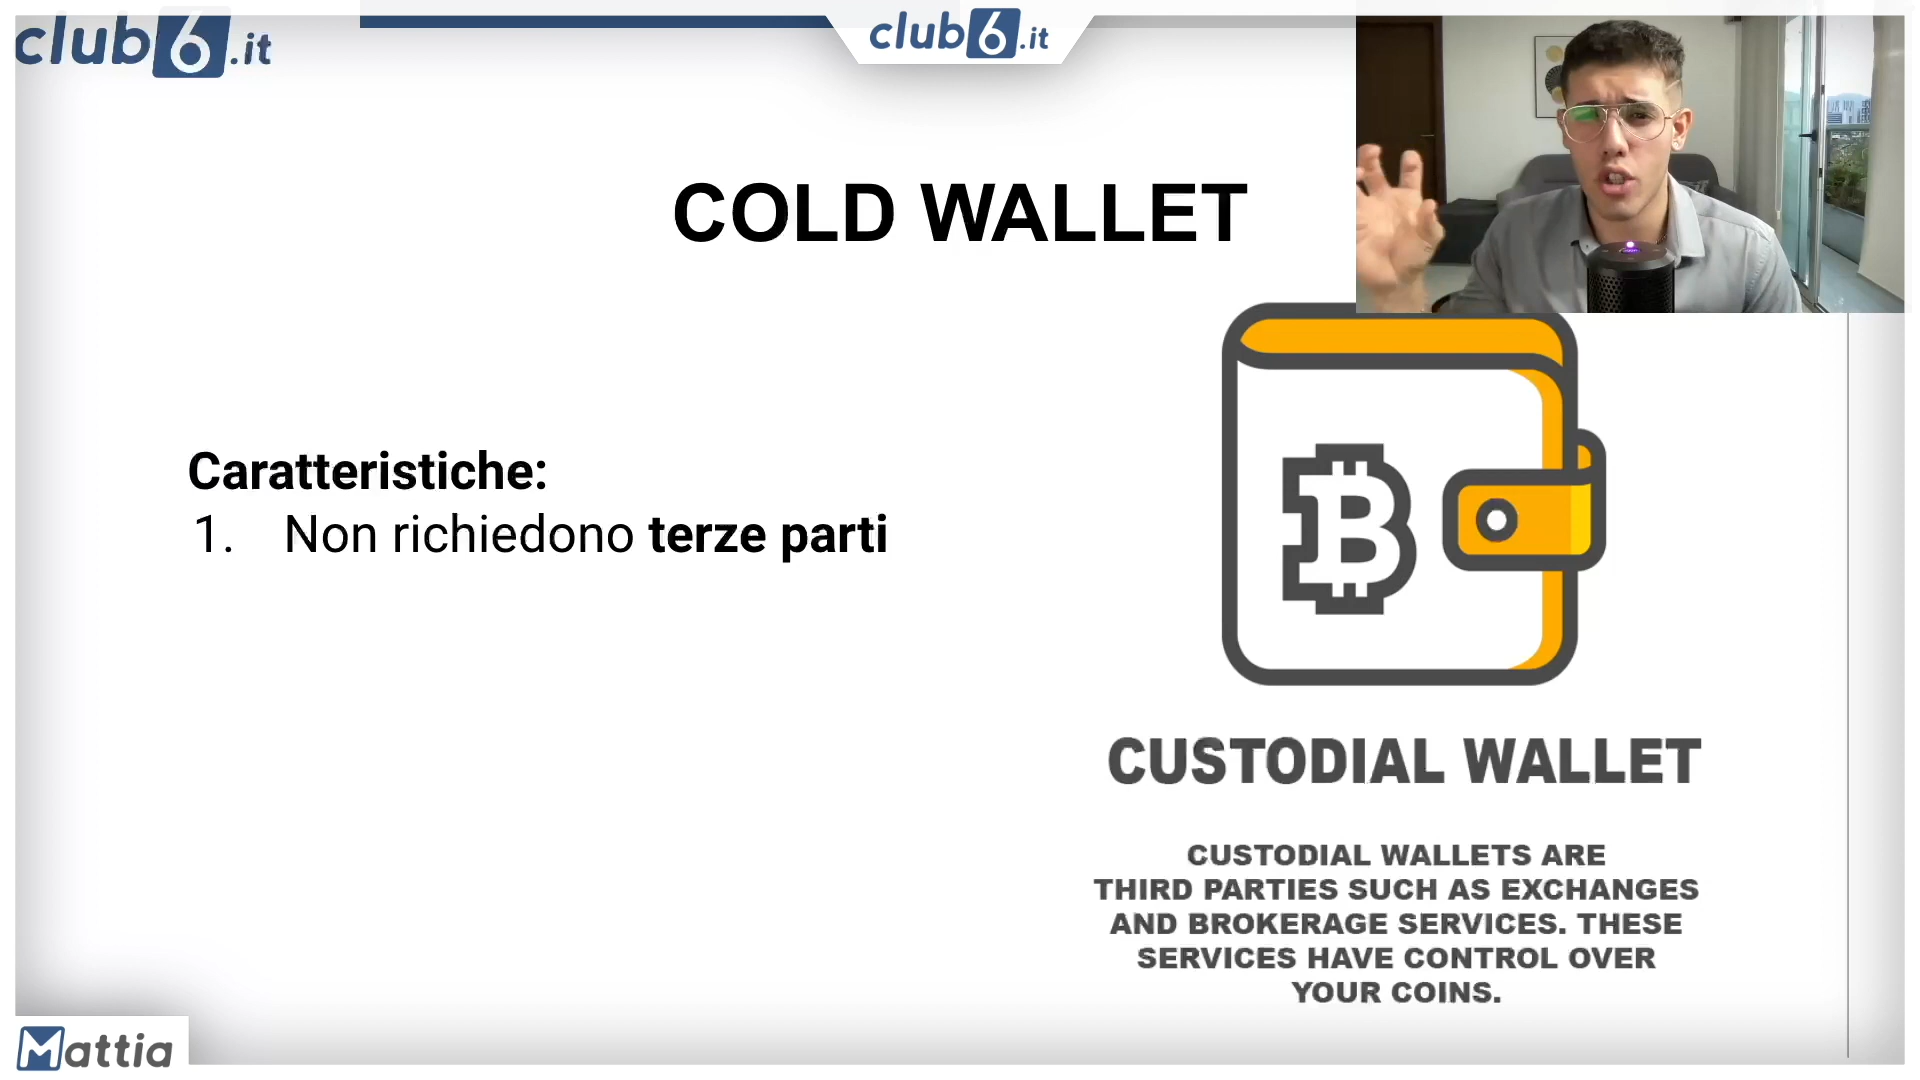 club6.it
club6.it
COLD WALLET
Caratteristiche:
1. Non richiedono terze parti
CUSTODIAL WALLET
CUSTODIAL WALLETS ARE
THIRD PARTIES SUCH AS EXCHANGES
AND BROKERAGE SERVICES. THESE
SERVICES HAVE CONTROL OVER
YOUR COINS.
Mattia